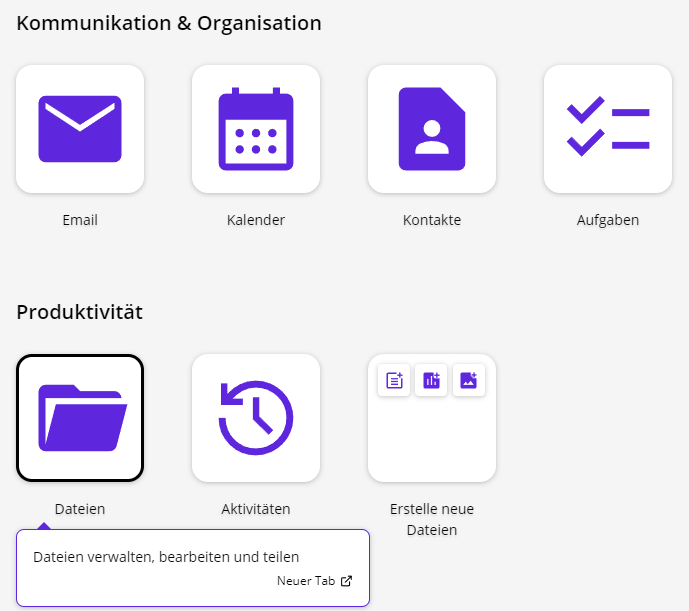 Kommunikation & Organisation
Email
Kalender
Kontakte
Aufgaben
Produktivität
Dateien
Aktivitäten
Erstelle neue
Dateien
Dateien verwalten, bearbeiten und teilen
Neuer Tab